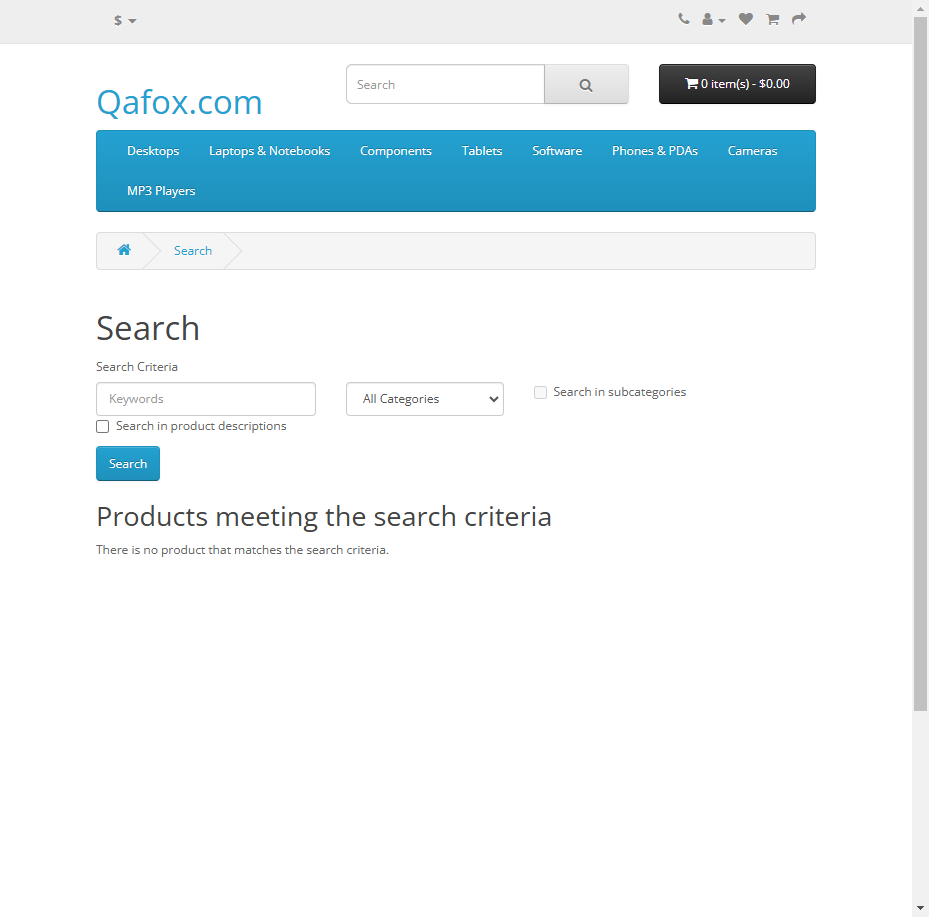 $
Search
0 item(s) - $0.00
Qafox.com
Desktops Laptops & Notebooks Components Tablets Software Phones & PDAs Cameras
MP3 Players
Search
Search
Search Criteria
Keywords All Categories Search in subcategories
Search in product descriptions
Search
Products meeting the search criteria
There is no product that matches the search criteria.